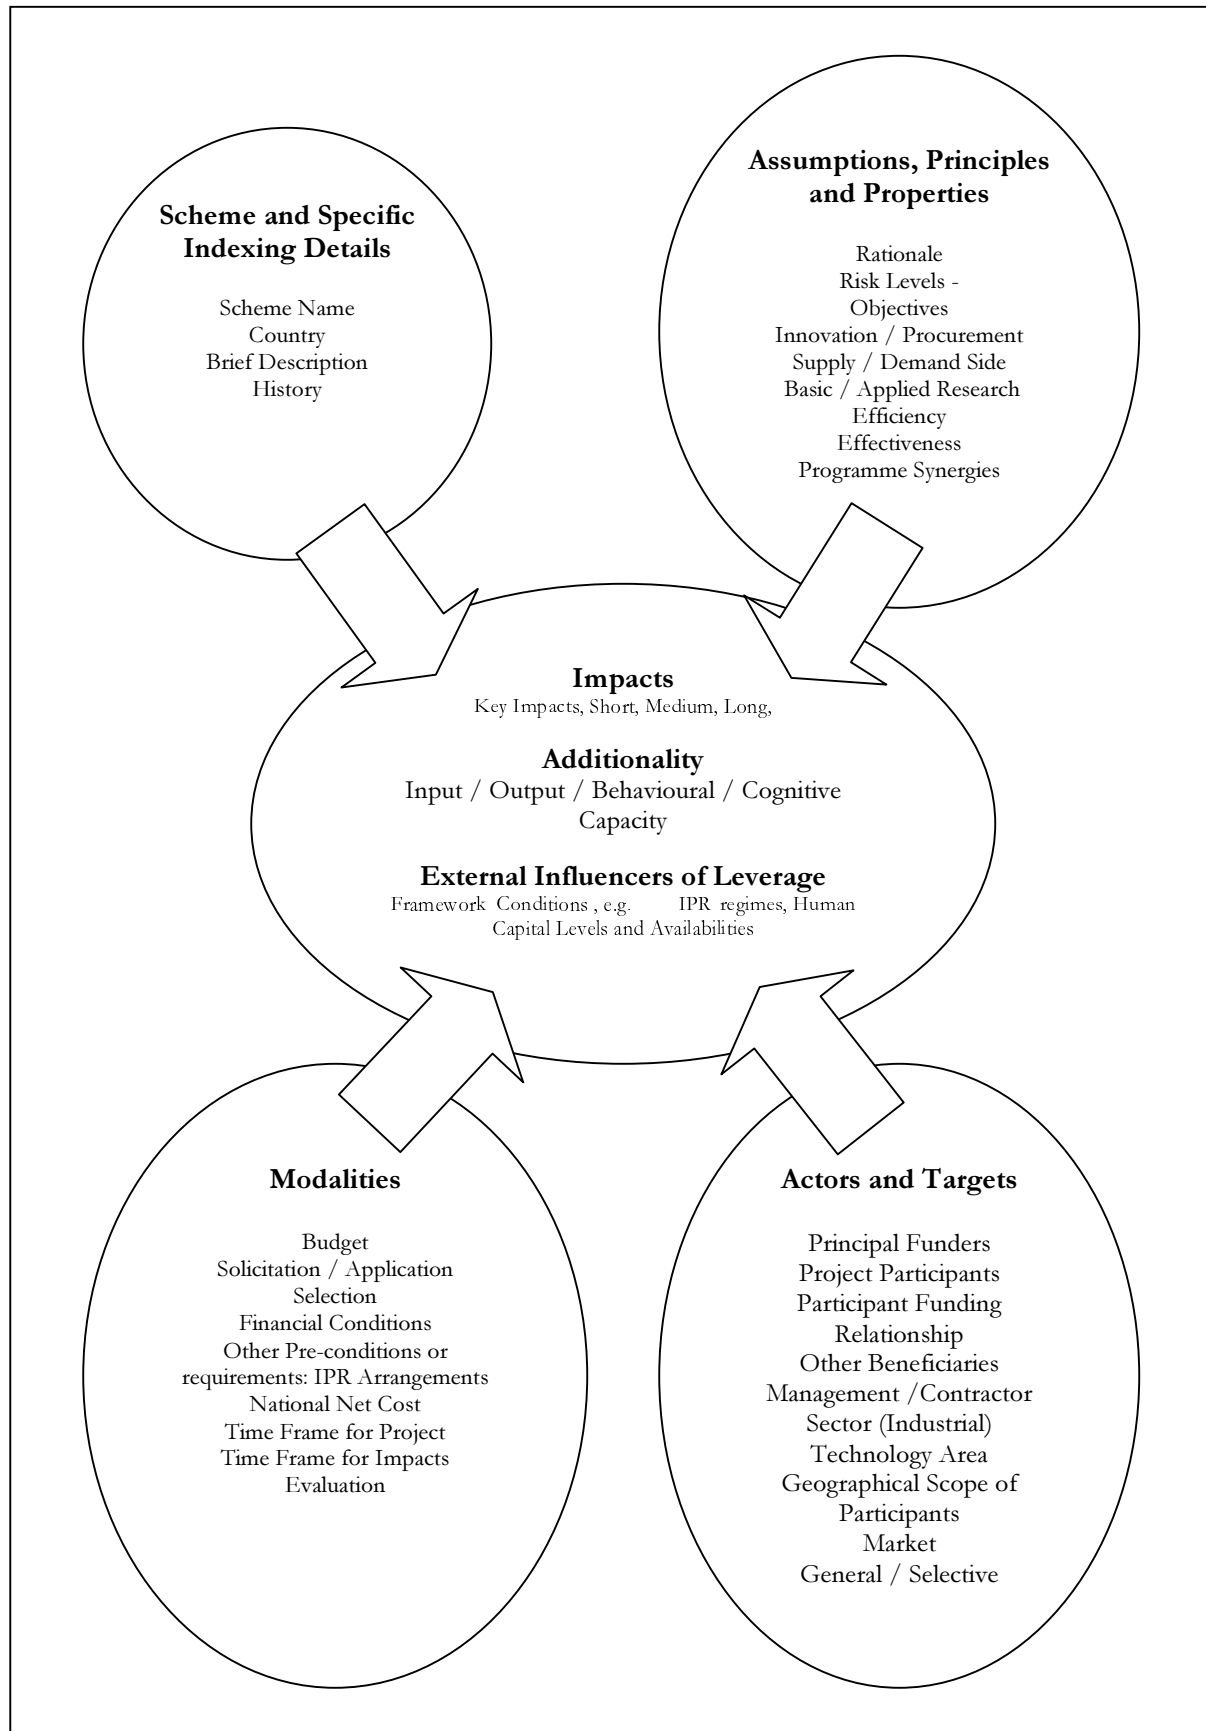 Scheme and Specific
Indexing Details
Scheme Name
Country
Brief Description
History
Assumptions, Principles
and Properties
Rationale
Risk Levels -
Objectives
Innovation / Procurement
Supply / Demand Side
Basic / Applied Research
Efficiency
Effectiveness
Programme Synergies
Impacts
Key Impacts, Short, Medium, Long,
Additionality
Input / Output / Behavioural / Cognitive
Capacity
External Influencers of Leverage
Framework Conditions , e.g. IPR regimes, Human
Capital Levels and Availabilities
Modalities
Budget
Solicitation / Application
Selection
Financial Conditions
Other Pre-conditions or
requirements: IPR Arrangements
National Net Cost
Time Frame for Project
Time Frame for Impacts
Evaluation
Actors and Targets
Principal Funders
Project Participants
Participant Funding
Relationship
Other Beneficiaries
Management /Contractor
Sector (Industrial)
Technology Area
Geographical Scope of
Participants
Market
General / Selective